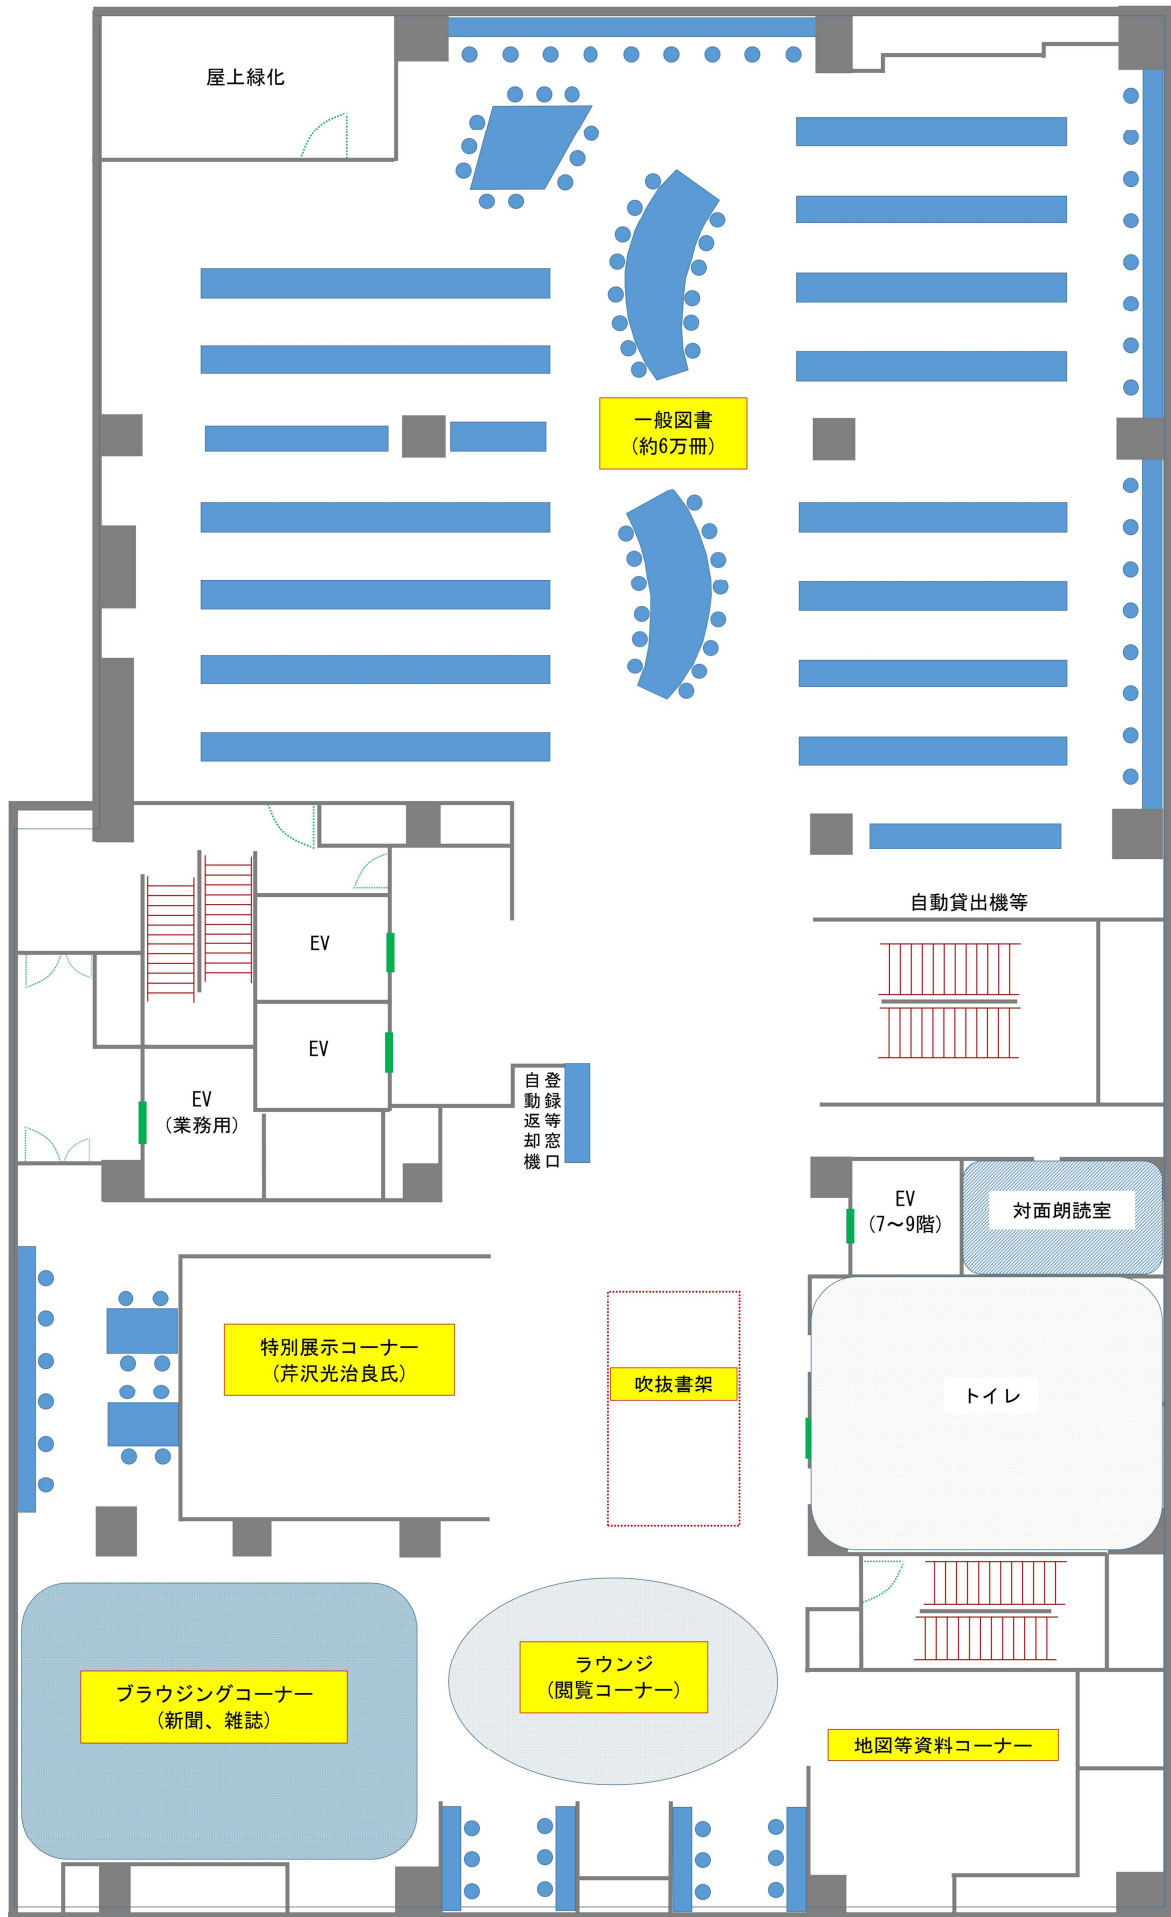 屋上緑化
一般図書
(約6万冊)
自動貸出機等
EV
EV
EV
(業務用)
登録等窓口
自動返却機
EV
(7～9階)
対面朗読室
特別展示コーナー
(芹沢光治良氏)
吹抜書架
トイレ
ブラウジングコーナー
(新聞、雑誌)
ラウンジ
(閲覧コーナー)
地図等資料コーナー